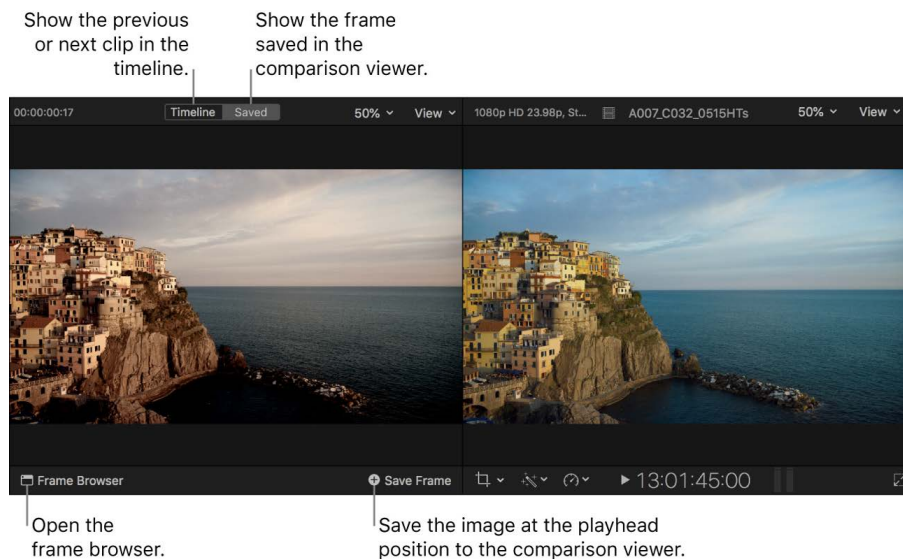 Show the previous
or next clip in the
timeline.
Show the frame
saved in the
comparison viewer.
00:00:00:17 Timeline Saved 50% View 1080p HD 23.98p, St... A007_C032_0515HTs 50% View
Frame Browser Save Frame 13:01:45:00
Open the
frame browser.
Save the image at the playhead
position to the comparison viewer.